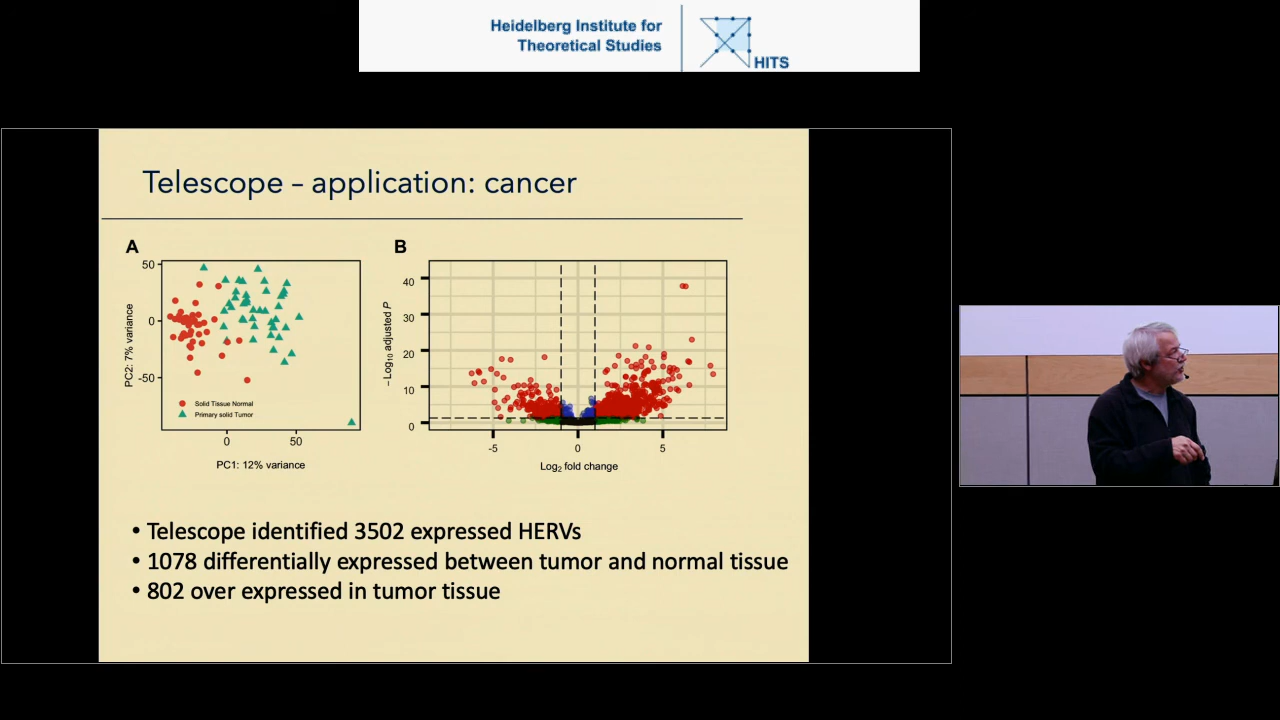 Heidelberg Institute for
Theoretical Studies
HITS
Telescope – application: cancer
A
50
0
-50
PC2: 7% variance
Solid Tissue Normal
Primary solid Tumor
0
50
PC1: 12% variance
B
40
30
20
10
0
−Log₁₀ adjusted P
-5
0
5
Log₂ fold change
• Telescope identified 3502 expressed HERVs
• 1078 differentially expressed between tumor and normal tissue
• 802 over expressed in tumor tissue